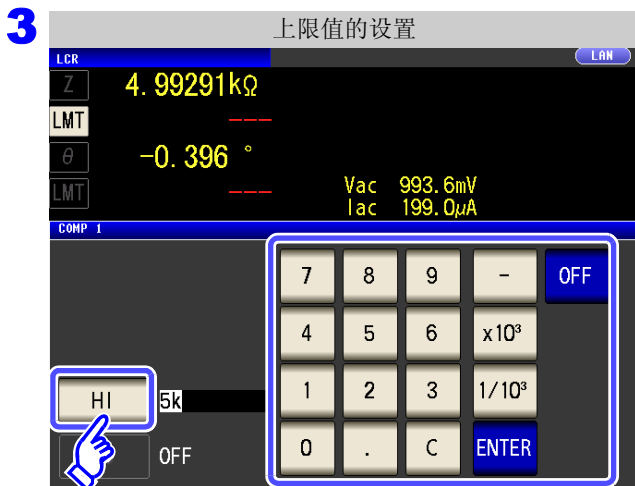 3
上限值的设置
LCR
LAN
Z 4.99291kΩ
LMT ---
θ -0.396 °
LMT ---
Vac 993.6mV
Iac 199.0μA
COMP 1
7 8 9 - OFF
4 5 6 x10³
1 2 3 1/10³
HI 5k
0 . C ENTER
OFF